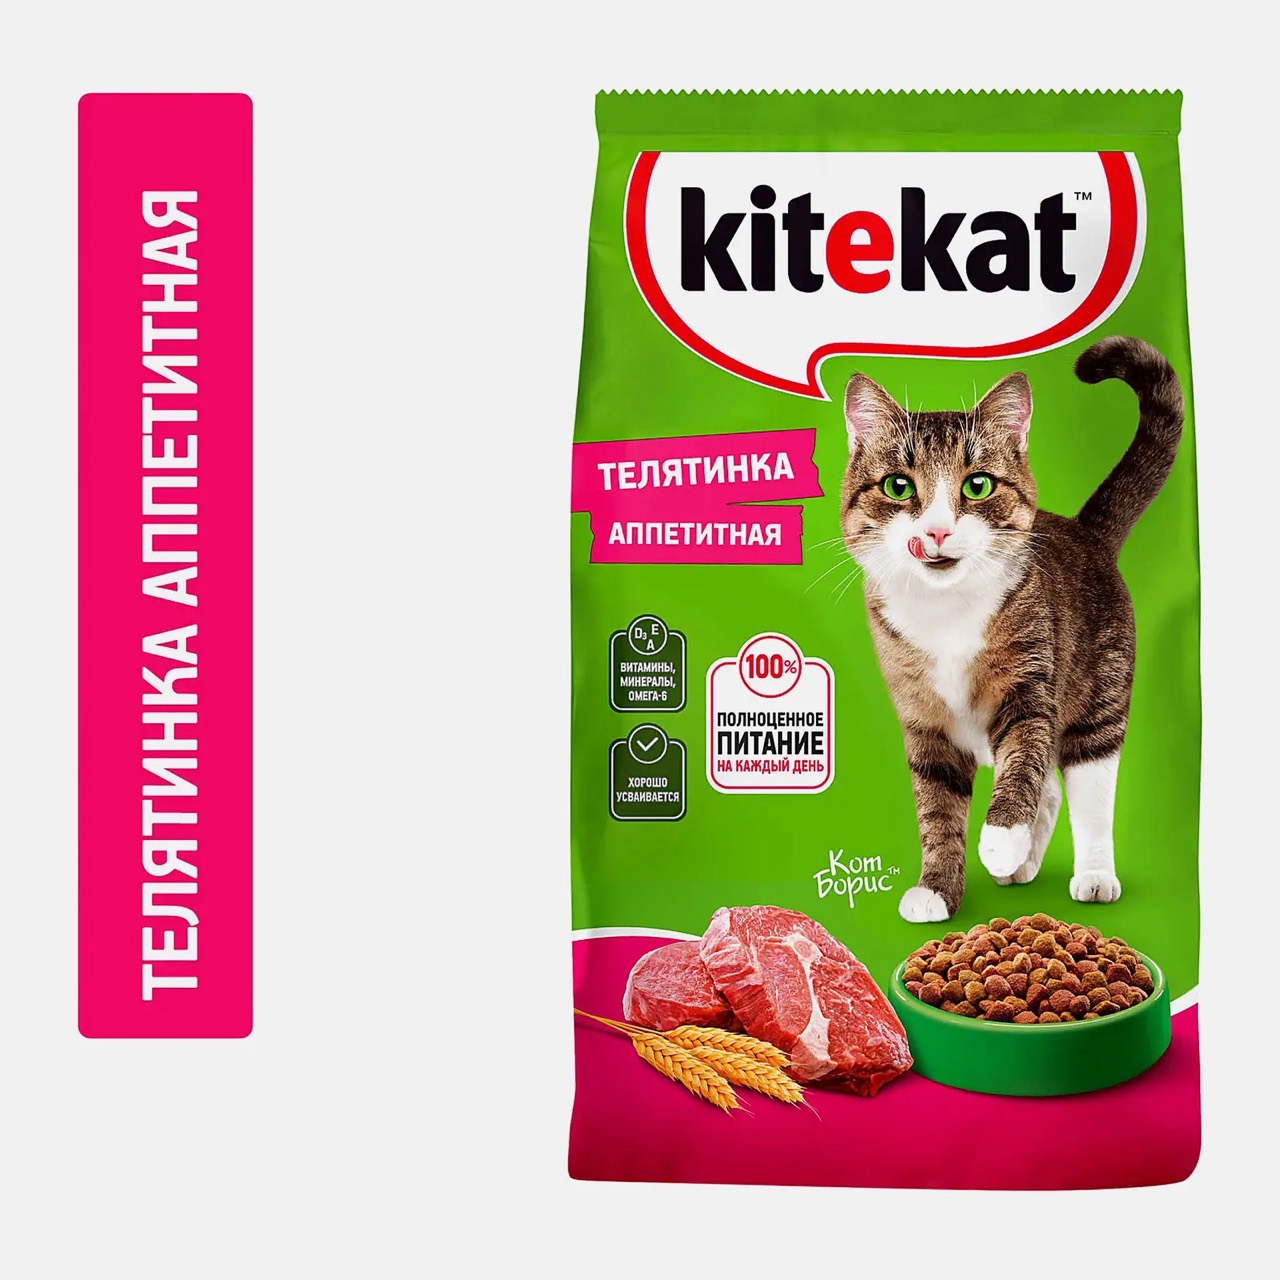 ТЕЛЯТИНКА АППЕТИТНАЯ
kitekat™
ТЕЛЯТИНКА
АППЕТИТНАЯ
D3 E
A
ВИТАМИНЫ,
МИНЕРАЛЫ,
ОМЕГА-6
100%
ПОЛНОЦЕННОЕ
ПИТАНИЕ
НА КАЖДЫЙ ДЕНЬ
ХОРОШО
УСВАИВАЕТСЯ
Кот
Борис™